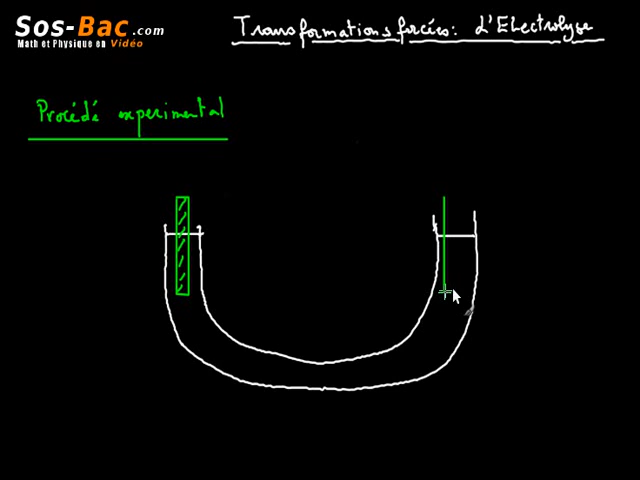 Sos-Bac.com
Math et Physique en Vidéo
Transformations forcées: d'Electrolyse
Procédé experimental